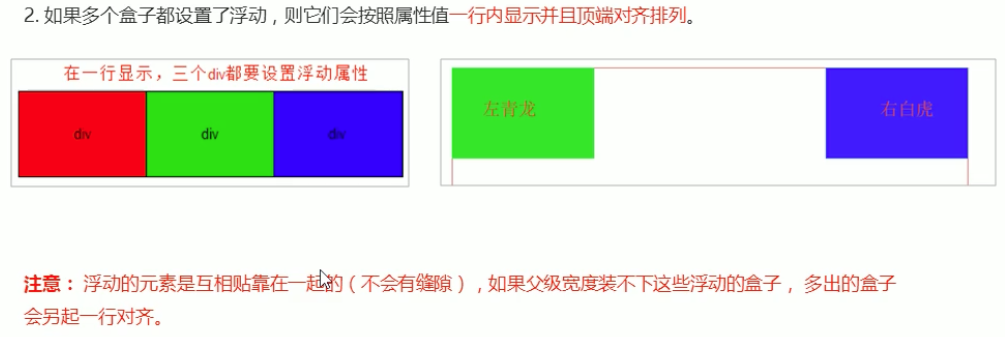 2. 如果多个盒子都设置了浮动，则它们会按照属性值一行内显示并且顶端对齐排列。
在一行显示，三个div都要设置浮动属性
div
div
div
左青龙
右白虎
注意： 浮动的元素是互相贴靠在一起的（不会有缝隙），如果父级宽度装不下这些浮动的盒子， 多出的盒子
会另起一行对齐。